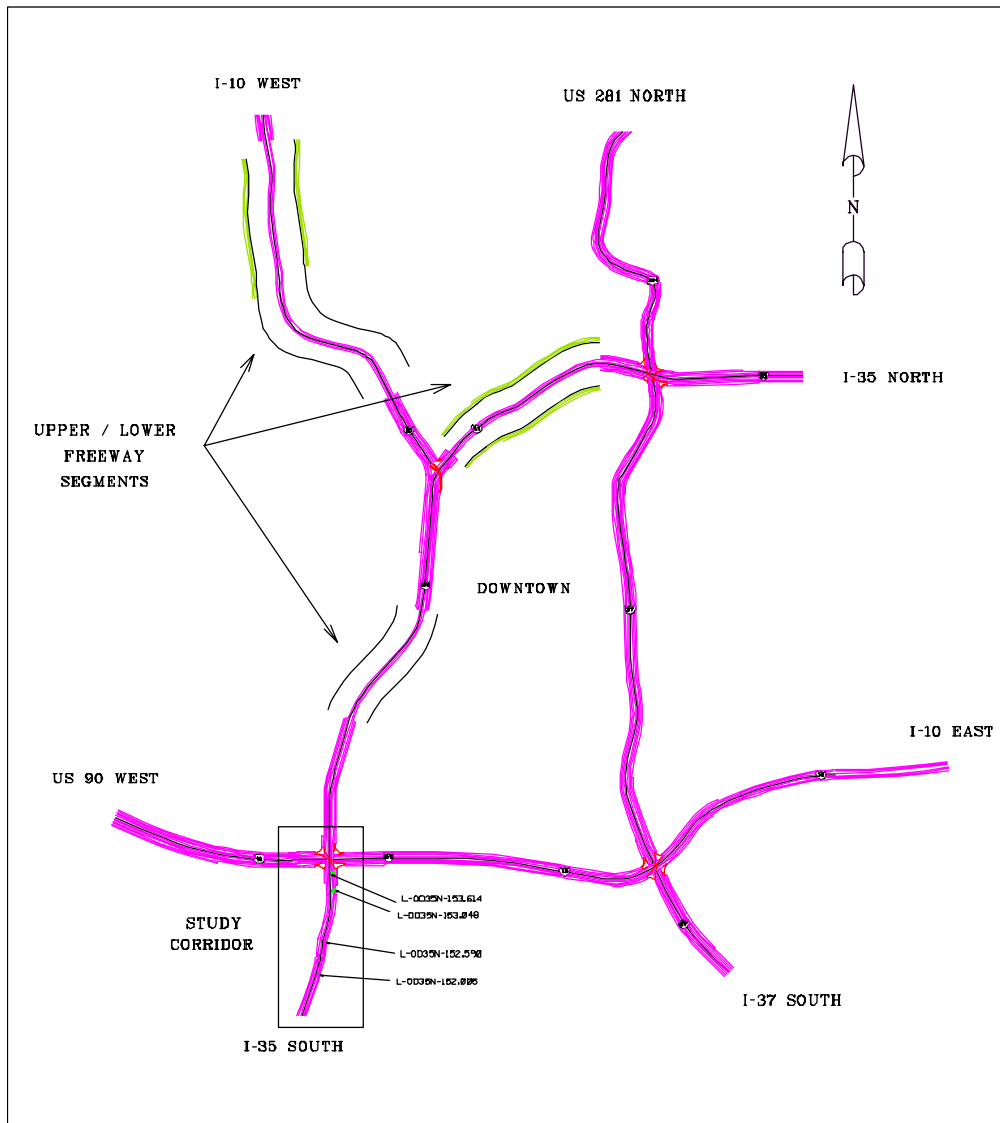 I-10 WEST
US 281 NORTH
N
I-35 NORTH
UPPER / LOWER
FREEWAY
SEGMENTS
DOWNTOWN
I-10 EAST
US 90 WEST
L-0035N-153.614
L-0035N-153.048
STUDY
CORRIDOR
L-0035N-152.590
L-0035N-152.006
I-37 SOUTH
I-35 SOUTH